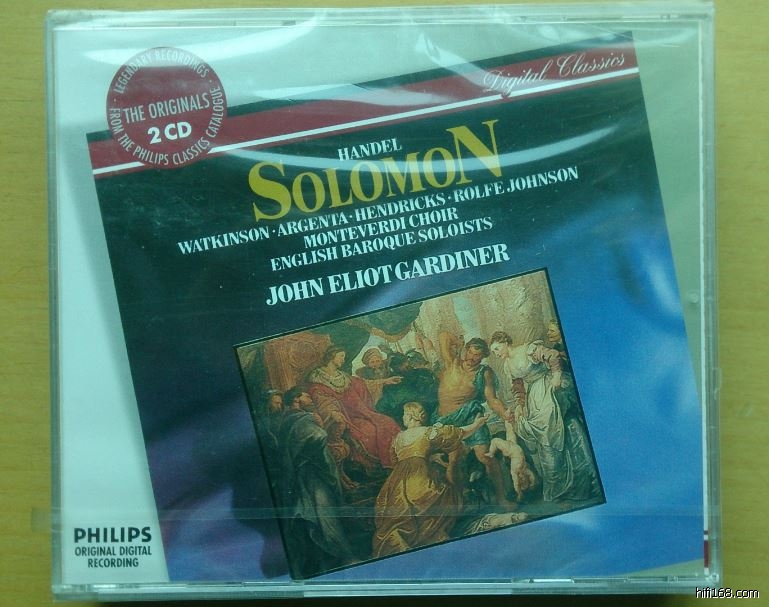 LEGENDARY RECORDINGS ·
THE ORIGINALS
2 CD
· FROM THE PHILIPS CLASSICS CATALOGUE
Digital Classics
HANDEL
SOLOMON
WATKINSON · ARGENTA · HENDRICKS · ROLFE JOHNSON
MONTEVERDI CHOIR
ENGLISH BAROQUE SOLOISTS
JOHN ELIOT GARDINER
PHILIPS
ORIGINAL DIGITAL
RECORDING
hifi168.com